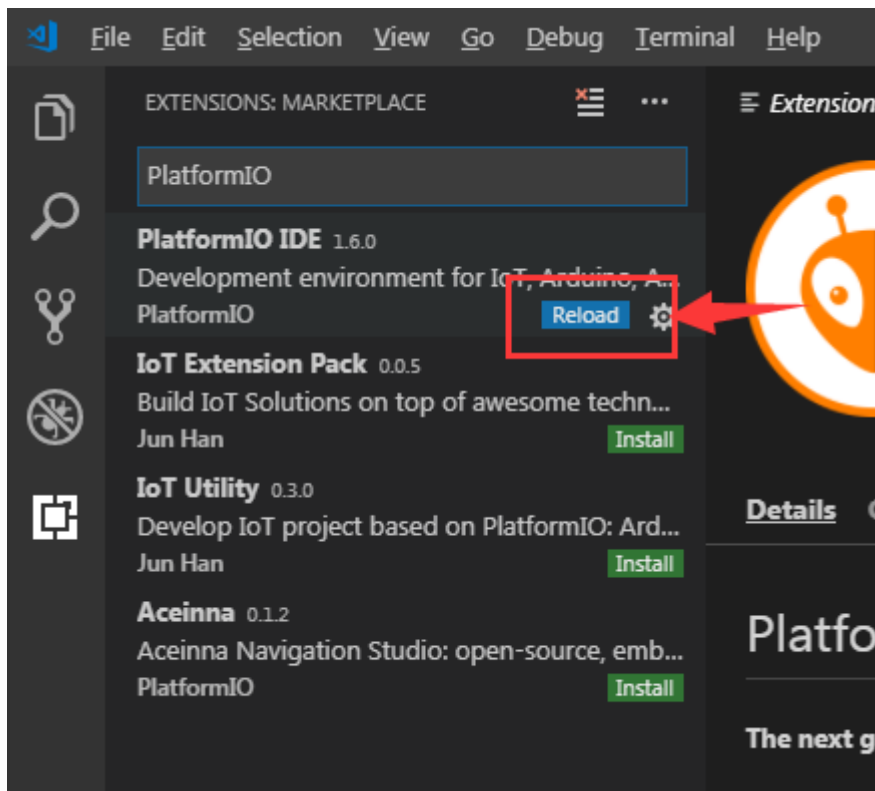 File Edit Selection View Go Debug Terminal Help
EXTENSIONS: MARKETPLACE
Extension
PlatformIO
PlatformIO IDE 1.6.0
Development environment for IoT, Arduino, A...
PlatformIO Reload
IoT Extension Pack 0.0.5
Build IoT Solutions on top of awesome techn...
Jun Han Install
IoT Utility 0.3.0
Develop IoT project based on PlatformIO: Ard...
Jun Han Install
Aceinna 0.1.2
Aceinna Navigation Studio: open-source, emb...
PlatformIO Install
Details
Platfo
The next g